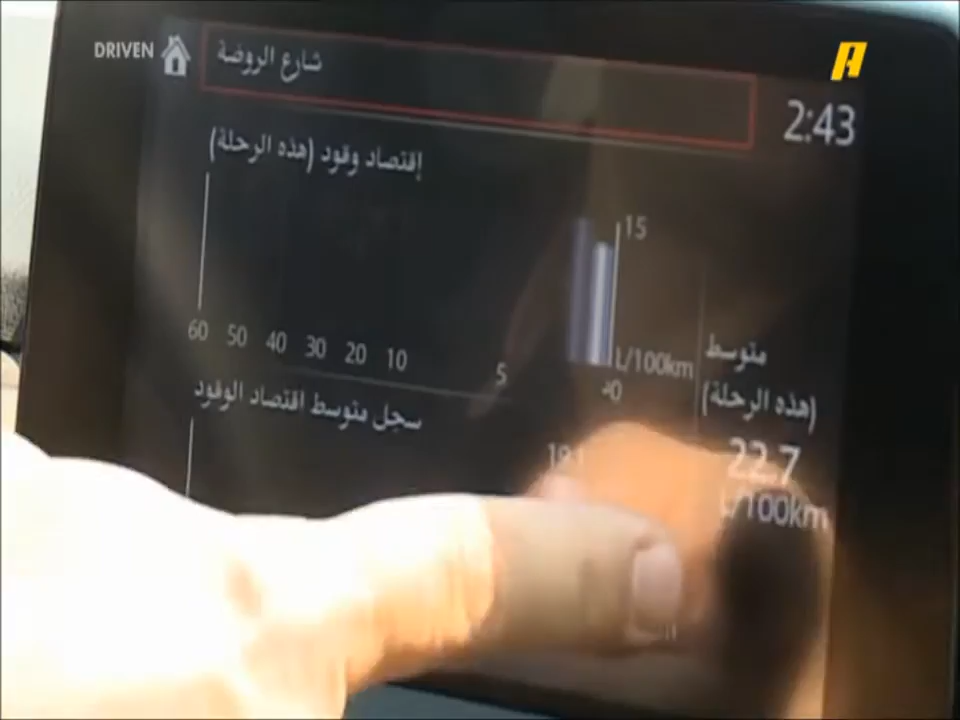 DRIVEN
شارع الروضة
2:43
إقتصاد وقود (هذه الرحلة)
15
60 50 40 30 20 10 5
L/100km
متوسط
(هذه الرحلة)
22.7
L/100km
سجل متوسط اقتصاد الوقود